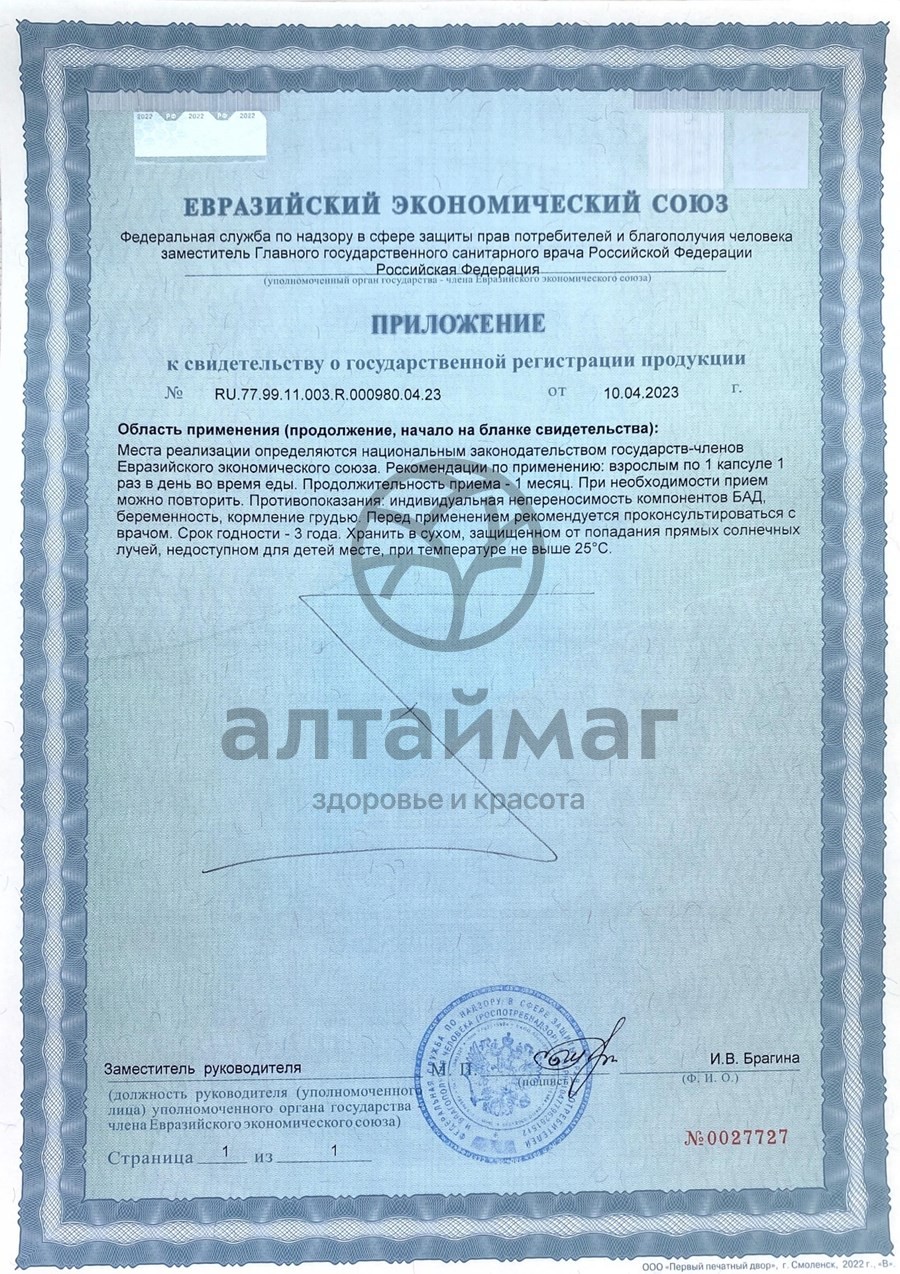 2022 РФ 2022 РФ 2022
ЕВРАЗИЙСКИЙ ЭКОНОМИЧЕСКИЙ СОЮЗ
Федеральная служба по надзору в сфере защиты прав потребителей и благополучия человека
заместитель Главного государственного санитарного врача Российской Федерации
Российская Федерация
(уполномоченный орган государства - члена Евразийского экономического союза)
ПРИЛОЖЕНИЕ
к свидетельству о государственной регистрации продукции
№ RU.77.99.11.003.R.000980.04.23 от 10.04.2023 г.
Область применения (продолжение, начало на бланке свидетельства):
Места реализации определяются национальным законодательством государств-членов
Евразийского экономического союза. Рекомендации по применению: взрослым по 1 капсуле 1
раз в день во время еды. Продолжительность приема - 1 месяц. При необходимости прием
можно повторить. Противопоказания: индивидуальная непереносимость компонентов БАД,
беременность, кормление грудью. Перед применением рекомендуется проконсультироваться с
врачом. Срок годности - 3 года. Хранить в сухом, защищенном от попадания прямых солнечных
лучей, недоступном для детей месте, при температуре не выше 25°С.
алтаймаг
здоровье и красота
Заместитель руководителя М. П. И.В. Брагина
(подпись) (Ф. И. О.)
(должность руководителя (уполномоченного
лица) уполномоченного органа государства
члена Евразийского экономического союза)
№0027727
Страница 1 из 1
ООО «Первый печатный двор», г. Смоленск, 2022 г., «В».